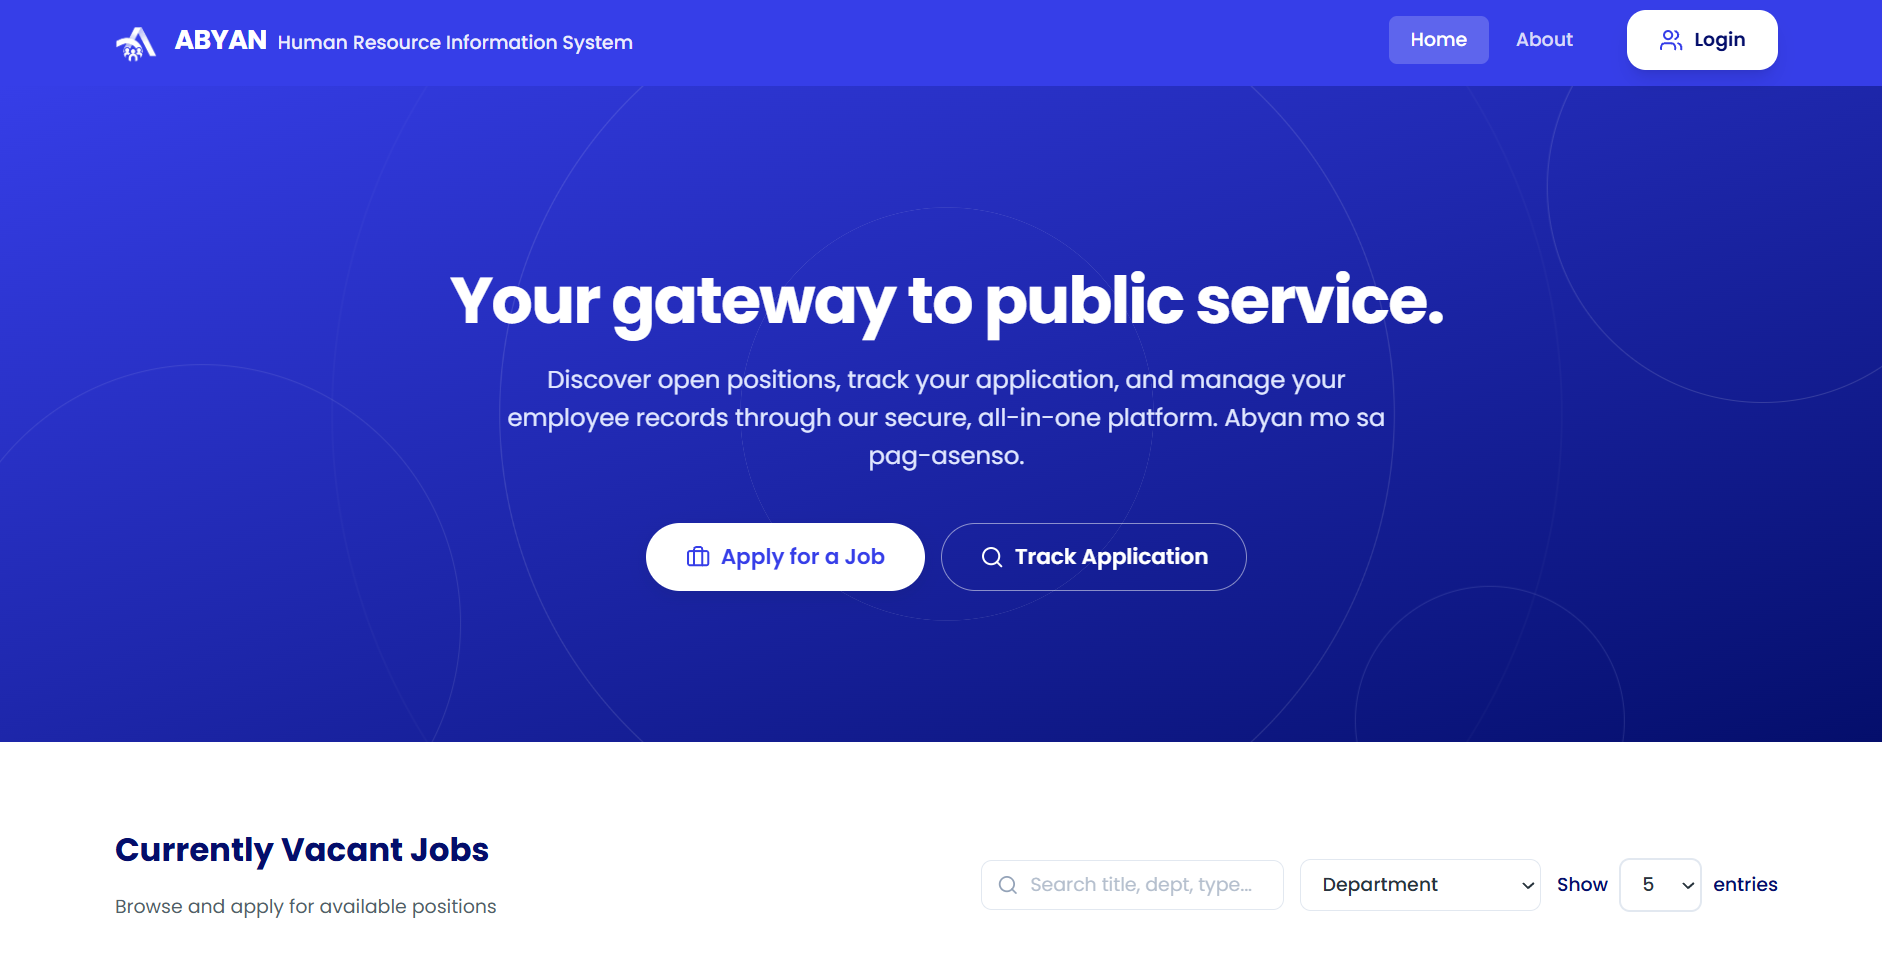 ABYAN Human Resource Information System
Home
About
Login
Your gateway to public service.
Discover open positions, track your application, and manage your
employee records through our secure, all-in-one platform. Abyan mo sa
pag-asenso.
Apply for a Job
Track Application
Currently Vacant Jobs
Browse and apply for available positions
Search title, dept, type...
Department
Show 5 entries